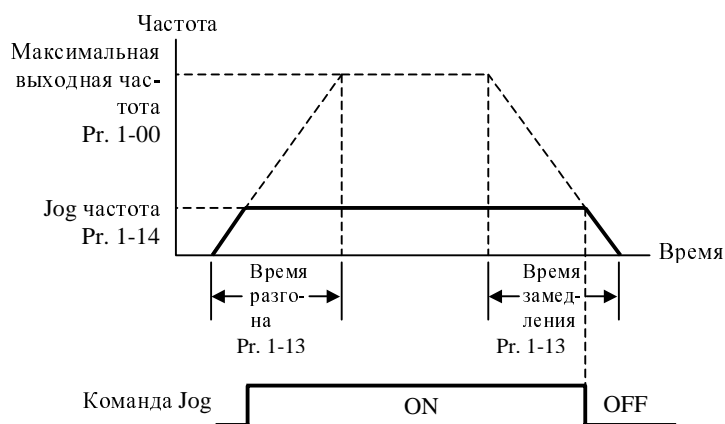 Частота
Максимальная
выходная час-
тота
Pr. 1-00
Jog частота
Pr. 1-14
Время
Время
разго-
на
Pr. 1-13
Время
замед-
ления
Pr. 1-13
Команда Jog
ON
OFF